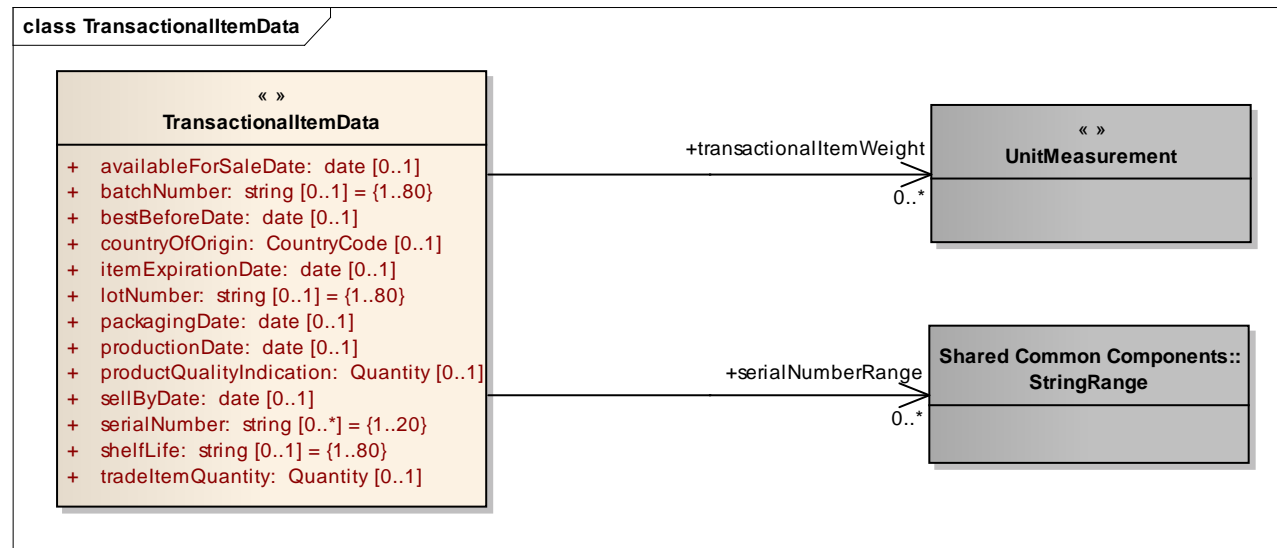 class TransactionalItemData
« »
TransactionalItemData
+ availableForSaleDate: date [0..1]
+ batchNumber: string [0..1] = {1..80}
+ bestBeforeDate: date [0..1]
+ countryOfOrigin: CountryCode [0..1]
+ itemExpirationDate: date [0..1]
+ lotNumber: string [0..1] = {1..80}
+ packagingDate: date [0..1]
+ productionDate: date [0..1]
+ productQualityIndication: Quantity [0..1]
+ sellByDate: date [0..1]
+ serialNumber: string [0..*] = {1..20}
+ shelfLife: string [0..1] = {1..80}
+ tradeItemQuantity: Quantity [0..1]
+transactionalItemWeight
0..*
« »
UnitMeasurement
+serialNumberRange
0..*
Shared Common Components::
StringRange